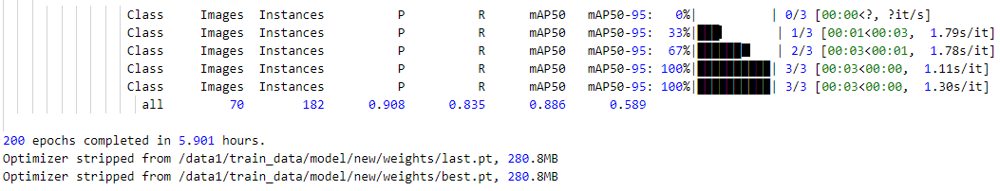 Class Images Instances P R mAP50 mAP50-95: 0%| | 0/3 [00:00<?, ?it/s]
Class Images Instances P R mAP50 mAP50-95: 33%|███ | 1/3 [00:01<00:03, 1.79s/it]
Class Images Instances P R mAP50 mAP50-95: 67%|██████▋ | 2/3 [00:03<00:01, 1.78s/it]
Class Images Instances P R mAP50 mAP50-95: 100%|██████████| 3/3 [00:03<00:00, 1.11s/it]
Class Images Instances P R mAP50 mAP50-95: 100%|██████████| 3/3 [00:03<00:00, 1.30s/it]
all 70 182 0.908 0.835 0.886 0.589
200 epochs completed in 5.901 hours.
Optimizer stripped from /data1/train_data/model/new/weights/last.pt, 280.8MB
Optimizer stripped from /data1/train_data/model/new/weights/best.pt, 280.8MB